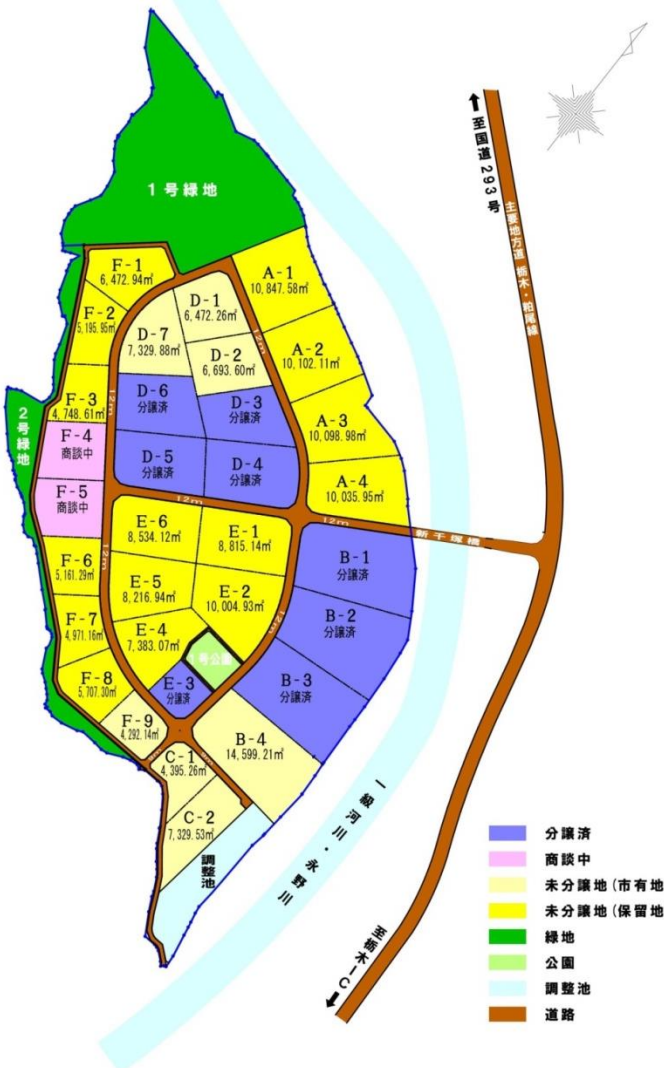 ↑至国道293号
主要地方道 栃木・粕尾線
1号緑地
2号緑地
F-1
6,472.94㎡
F-2
5,195.95㎡
F-3
4,748.61㎡
F-4
商談中
F-5
商談中
F-6
5,161.29㎡
F-7
4,971.16㎡
F-8
5,707.30㎡
F-9
4,292.14㎡
D-1
6,472.26㎡
D-7
7,329.88㎡
D-2
6,693.60㎡
D-6
分譲済
D-3
分譲済
D-5
分譲済
D-4
分譲済
A-1
10,847.58㎡
A-2
10,102.11㎡
A-3
10,098.98㎡
A-4
10,035.95㎡
12m
12m
12m
12m
新千塚橋
12m
12m
E-6
8,534.12㎡
E-1
8,815.14㎡
E-5
8,216.94㎡
E-2
10,004.93㎡
E-4
7,383.07㎡
1号公園
E-3
分譲済
B-1
分譲済
B-2
分譲済
B-3
分譲済
B-4
14,599.21㎡
C-1
4,395.26㎡
C-2
7,329.53㎡
調整池
一級河川・永野川
至栃木IC
分譲済
商談中
未分譲地(市有地
未分譲地(保留地
緑地
公園
調整池
道路